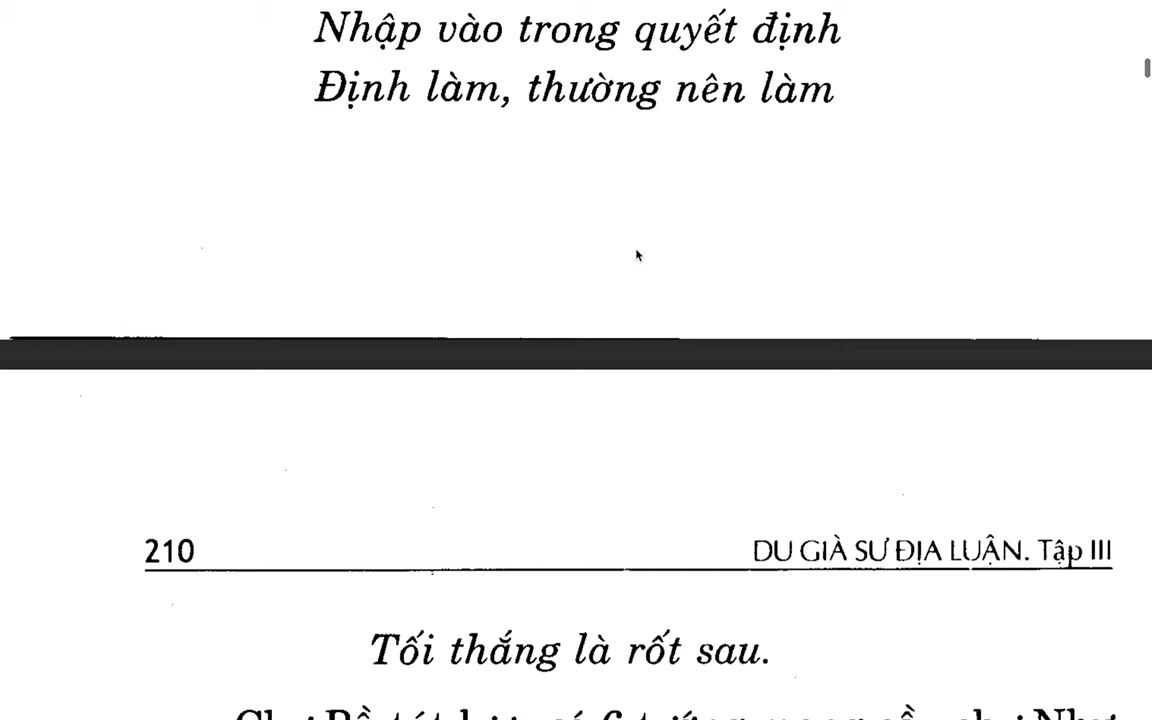 Nhập vào trong quyết định
Định làm, thường nên làm
210
DU GIÀ SƯ ĐỊA LUẬN. Tập III
Tối thắng là rốt sau.